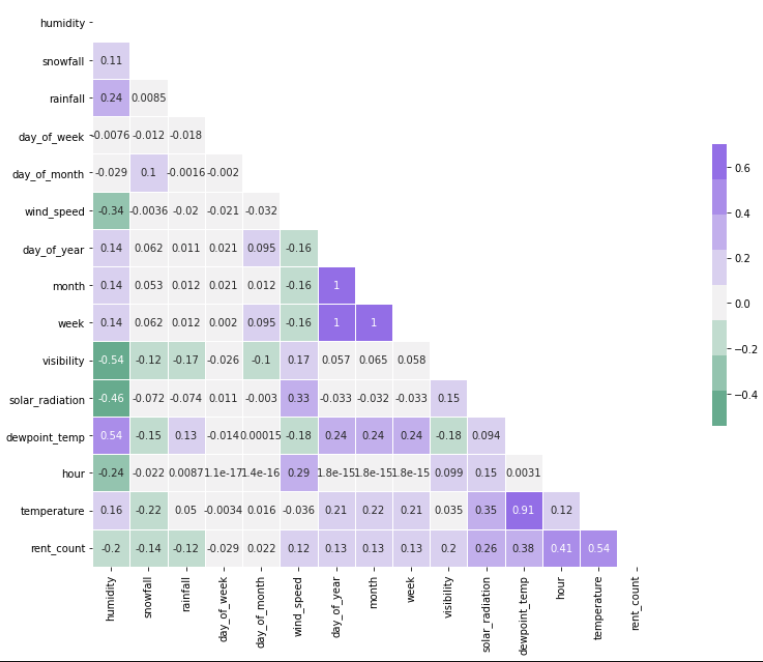 humidity
snowfall 0.11
rainfall 0.24 0.0085
day_of_week -0.0076 -0.012 -0.018
day_of_month -0.029 0.1 -0.0016 -0.002
wind_speed -0.34 -0.0036 -0.02 -0.021 -0.032
day_of_year 0.14 0.062 0.011 0.021 0.095 -0.16
month 0.14 0.053 0.012 0.021 0.012 -0.16 1
week 0.14 0.062 0.012 0.002 0.095 -0.16 1 1
visibility -0.54 -0.12 -0.17 -0.026 -0.1 0.17 0.057 0.065 0.058
solar_radiation -0.46 -0.072 -0.074 0.011 -0.003 0.33 -0.033 -0.032 -0.033 0.15
dewpoint_temp 0.54 -0.15 0.13 -0.014 0.00015 -0.18 0.24 0.24 0.24 -0.18 0.094
hour -0.24 -0.022 0.0087 1.1e-17 1.4e-16 0.29 1.8e-15 1.8e-15 1.8e-15 0.099 0.15 0.0031
temperature 0.16 -0.22 0.05 -0.0034 0.016 -0.036 0.21 0.22 0.21 0.035 0.35 0.91 0.12
rent_count -0.2 -0.14 -0.12 -0.029 0.022 0.12 0.13 0.13 0.13 0.2 0.26 0.38 0.41 0.54
humidity
snowfall
rainfall
day_of_week
day_of_month
wind_speed
day_of_year
month
week
visibility
solar_radiation
dewpoint_temp
hour
temperature
rent_count
0.6
0.4
0.2
0.0
−0.2
−0.4